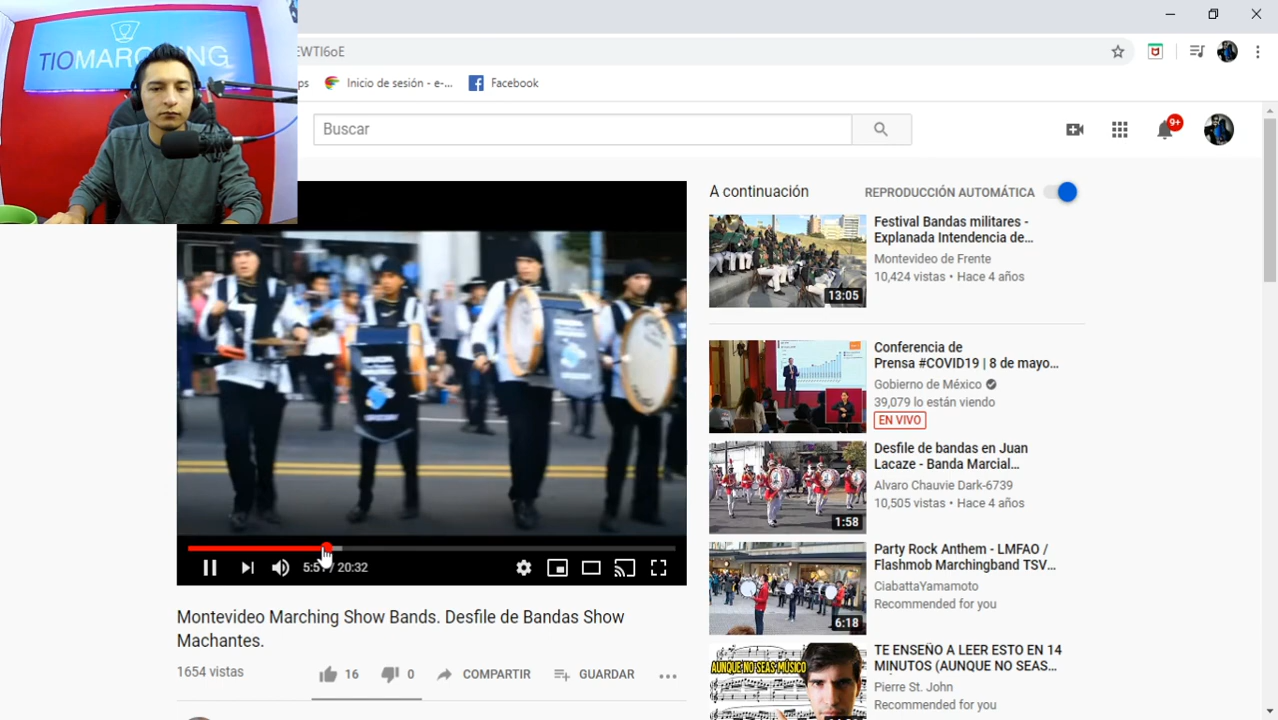 TIOMARCHING
EWTI6oE
ps
Inicio de sesión - e-...
Facebook
Buscar
9+
A continuación
REPRODUCCIÓN AUTOMÁTICA
Festival Bandas militares -
Explanada Intendencia de...
Montevideo de Frente
10,424 vistas • Hace 4 años
13:05
Conferencia de
Prensa #COVID19 | 8 de mayo...
Gobierno de México
39,079 lo están viendo
EN VIVO
Desfile de bandas en Juan
Lacaze - Banda Marcial...
Alvaro Chauvie Dark-6739
10,505 vistas • Hace 4 años
1:58
Party Rock Anthem - LMFAO /
Flashmob Marchingband TSV...
CiabattaYamamoto
Recommended for you
6:18
TE ENSEÑO A LEER ESTO EN 14
MINUTOS (AUNQUE NO SEAS...
Pierre St. John
Recommended for you
AUNQUE NO SEAS
MÚSICO
5:51 / 20:32
Montevideo Marching Show Bands. Desfile de Bandas Show
Machantes.
1654 vistas
16
0
COMPARTIR
GUARDAR